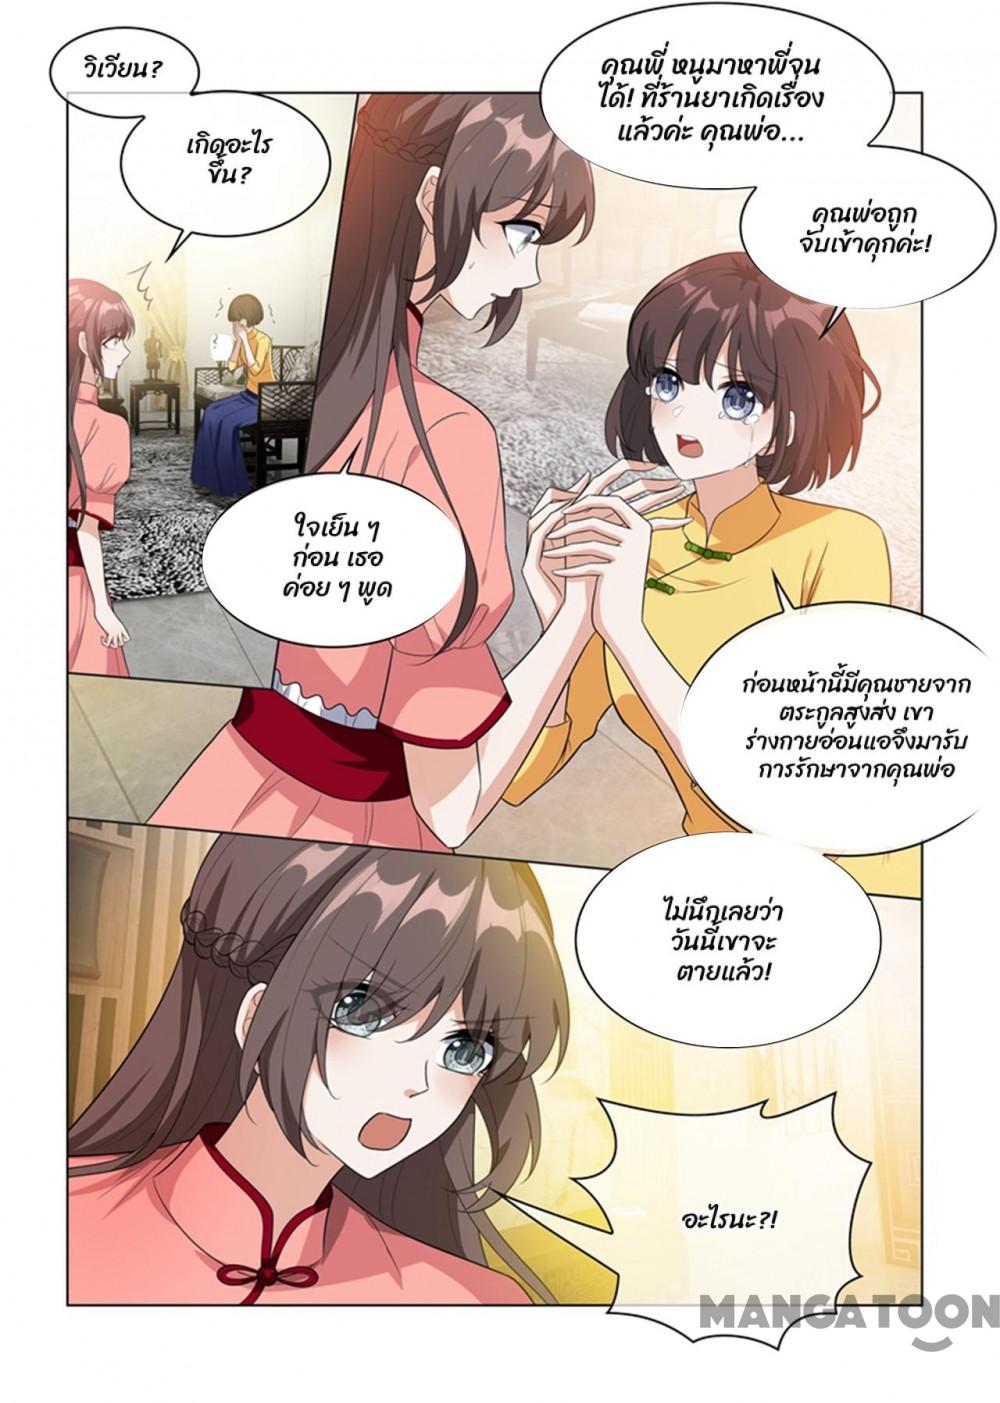 วิเวียน?
เกิดอะไร
ขึ้น?
คุณพี่ หนูมาหาพี่จน
ได้! ที่ร้านยาเกิดเรื่อง
แล้วค่ะ คุณพ่อ...
คุณพ่อถูก
จับเข้าคุกค่ะ!
ใจเย็น ๆ
ก่อน เธอ
ค่อย ๆ พูด
ก่อนหน้านี้มีคุณชายจาก
ตระกูลสูงส่ง เขา
ร่างกายอ่อนแอจึงมารับ
การรักษาจากคุณพ่อ
ไม่นึกเลยว่า
วันนี้เขาจะ
ตายแล้ว!
อะไรนะ?!
MANGATOON